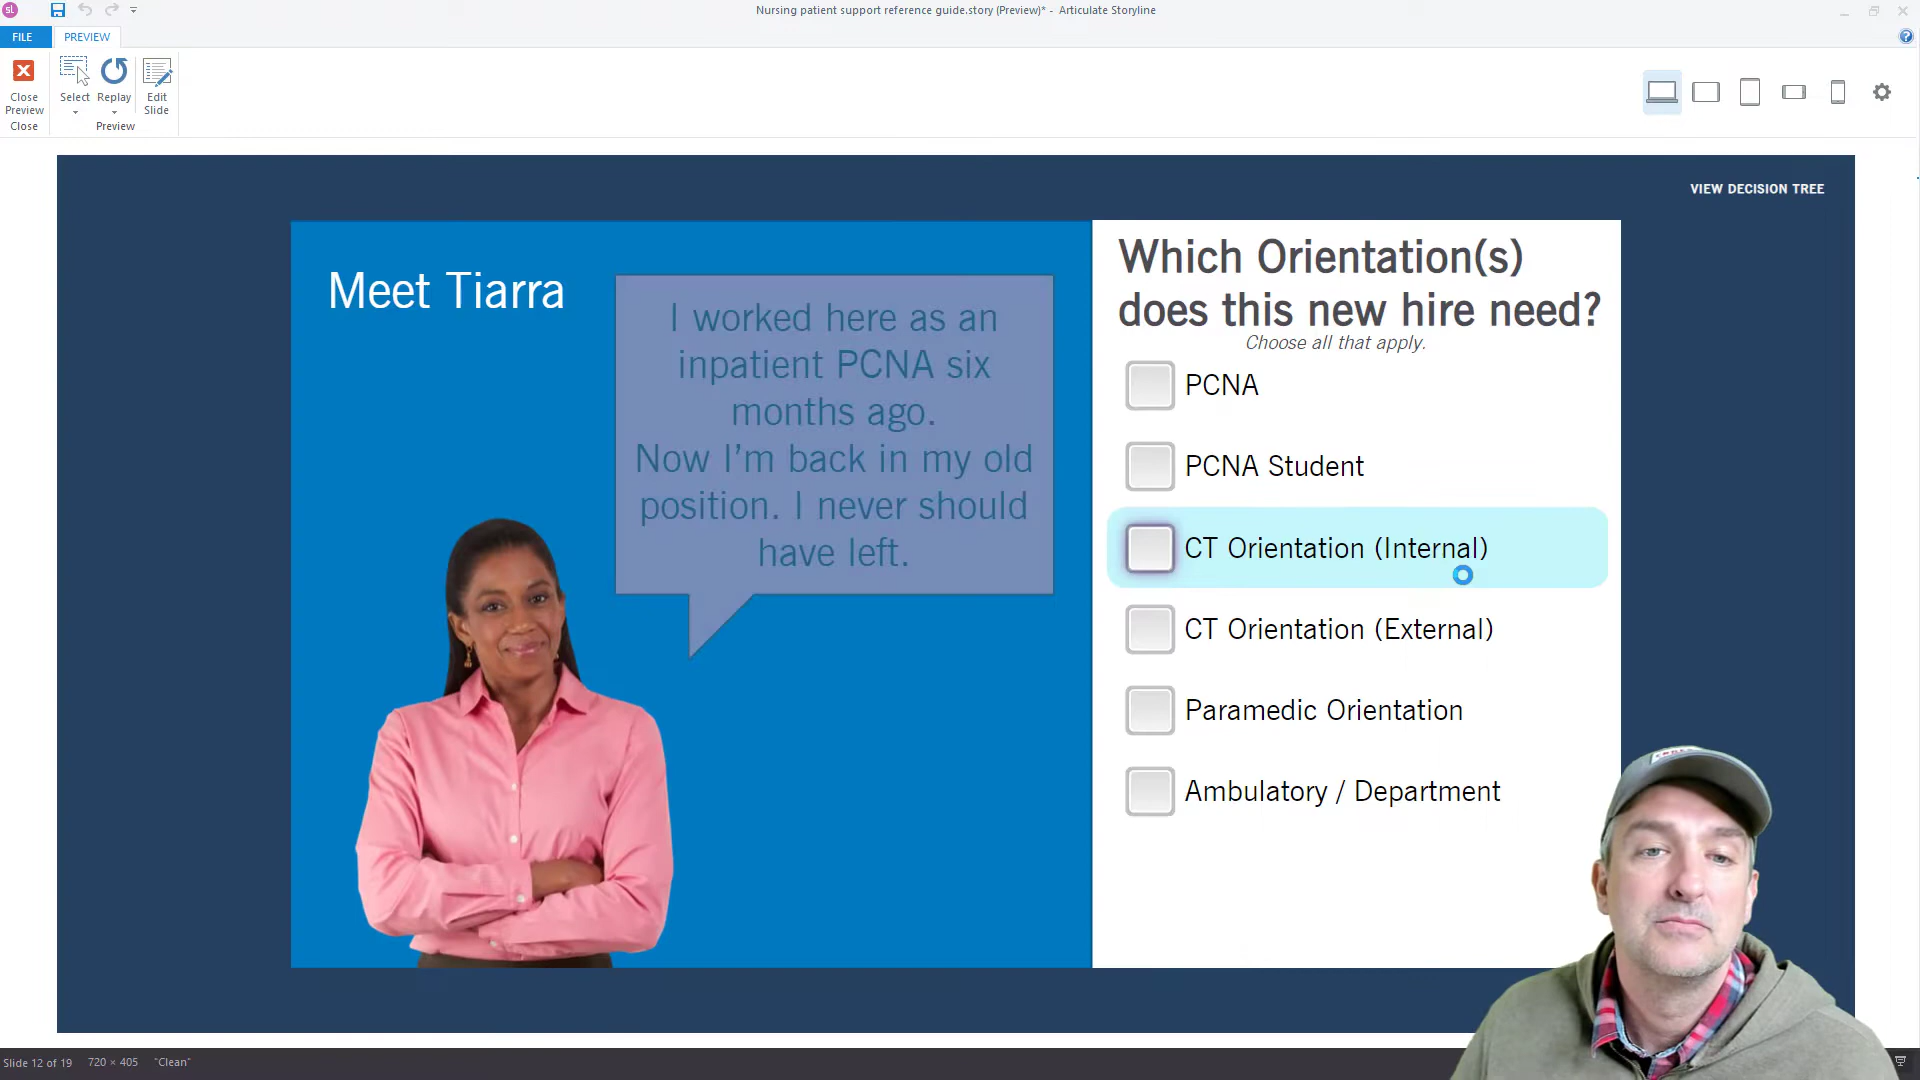 Nursing patient support reference guide.story (Preview)* - Articulate Storyline
FILE
PREVIEW
Close Preview
Select
Replay
Edit Slide
Close
Preview
VIEW DECISION TREE
Meet Tiarra
I worked here as an
inpatient PCNA six
months ago.
Now I'm back in my old
position. I never should
have left.
Which Orientation(s)
does this new hire need?
Choose all that apply.
PCNA
PCNA Student
CT Orientation (Internal)
CT Orientation (External)
Paramedic Orientation
Ambulatory / Department
Slide 12 of 19
720 × 405
"Clean"